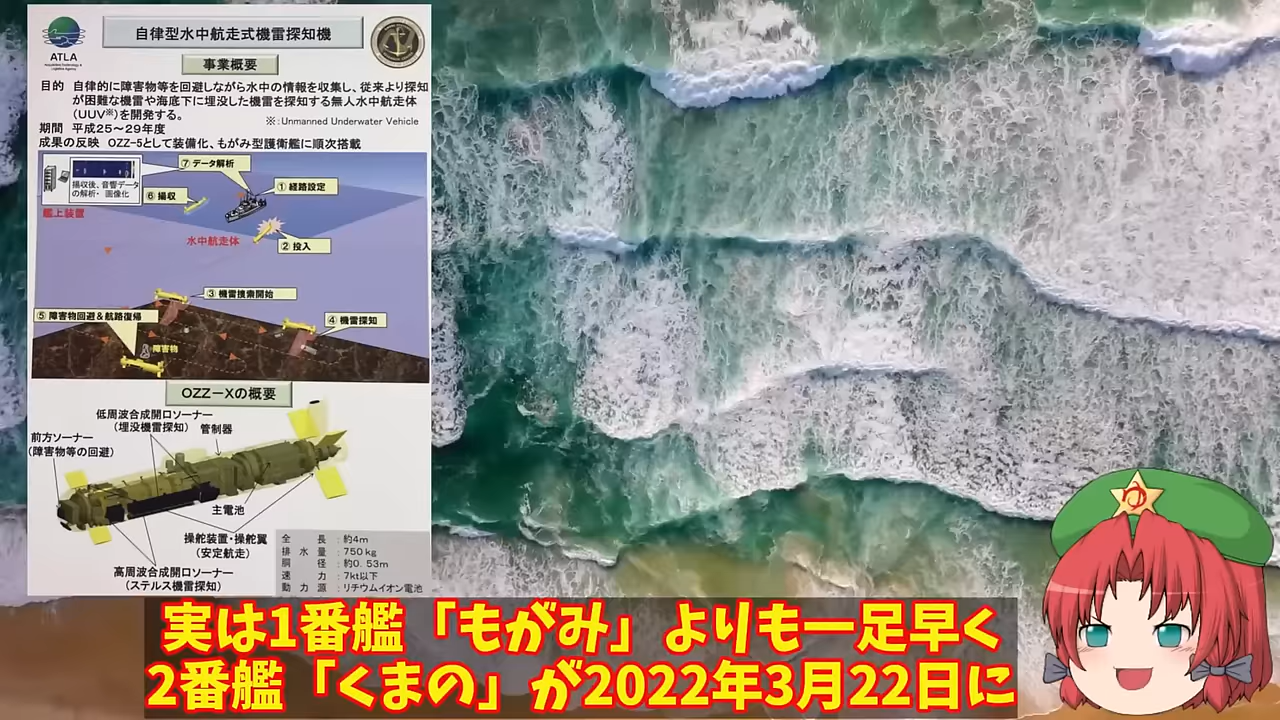 自律型水中航走式機雷探知機
ATLA
事業概要
目的 自律的に障害物等を回避しながら水中の情報を収集し、従来より探知
が困難な機雷や海底下に埋没した機雷を探知する無人水中航走体
(UUV※)を開発する。
※:Unmanned Underwater Vehicle
期間 平成25~29年度
成果の反映 OZZ-5として装備化、もがみ型護衛艦に順次搭載
⑦データ解析
揚収後、音響データ
の解析・画像化
⑥揚収
①経路設定
艦上装置
水中航走体
②投入
③機雷捜索開始
⑤障害物回避&航路復帰
④機雷探知
障害物
OZZ-Xの概要
低周波合成開口ソーナー
(埋没機雷探知)
管制器
前方ソーナー
(障害物等の回避)
主電池
操舵装置・操舵翼
(安定航走)
高周波合成開口ソーナー
(ステルス機雷探知)
全長:約4m
排水量:750kg
胴径:約0.53m
速力:7kt以下
動力源:リチウムイオン電池
実は1番艦「もがみ」よりも一足早く
2番艦「くまの」が2022年3月22日に